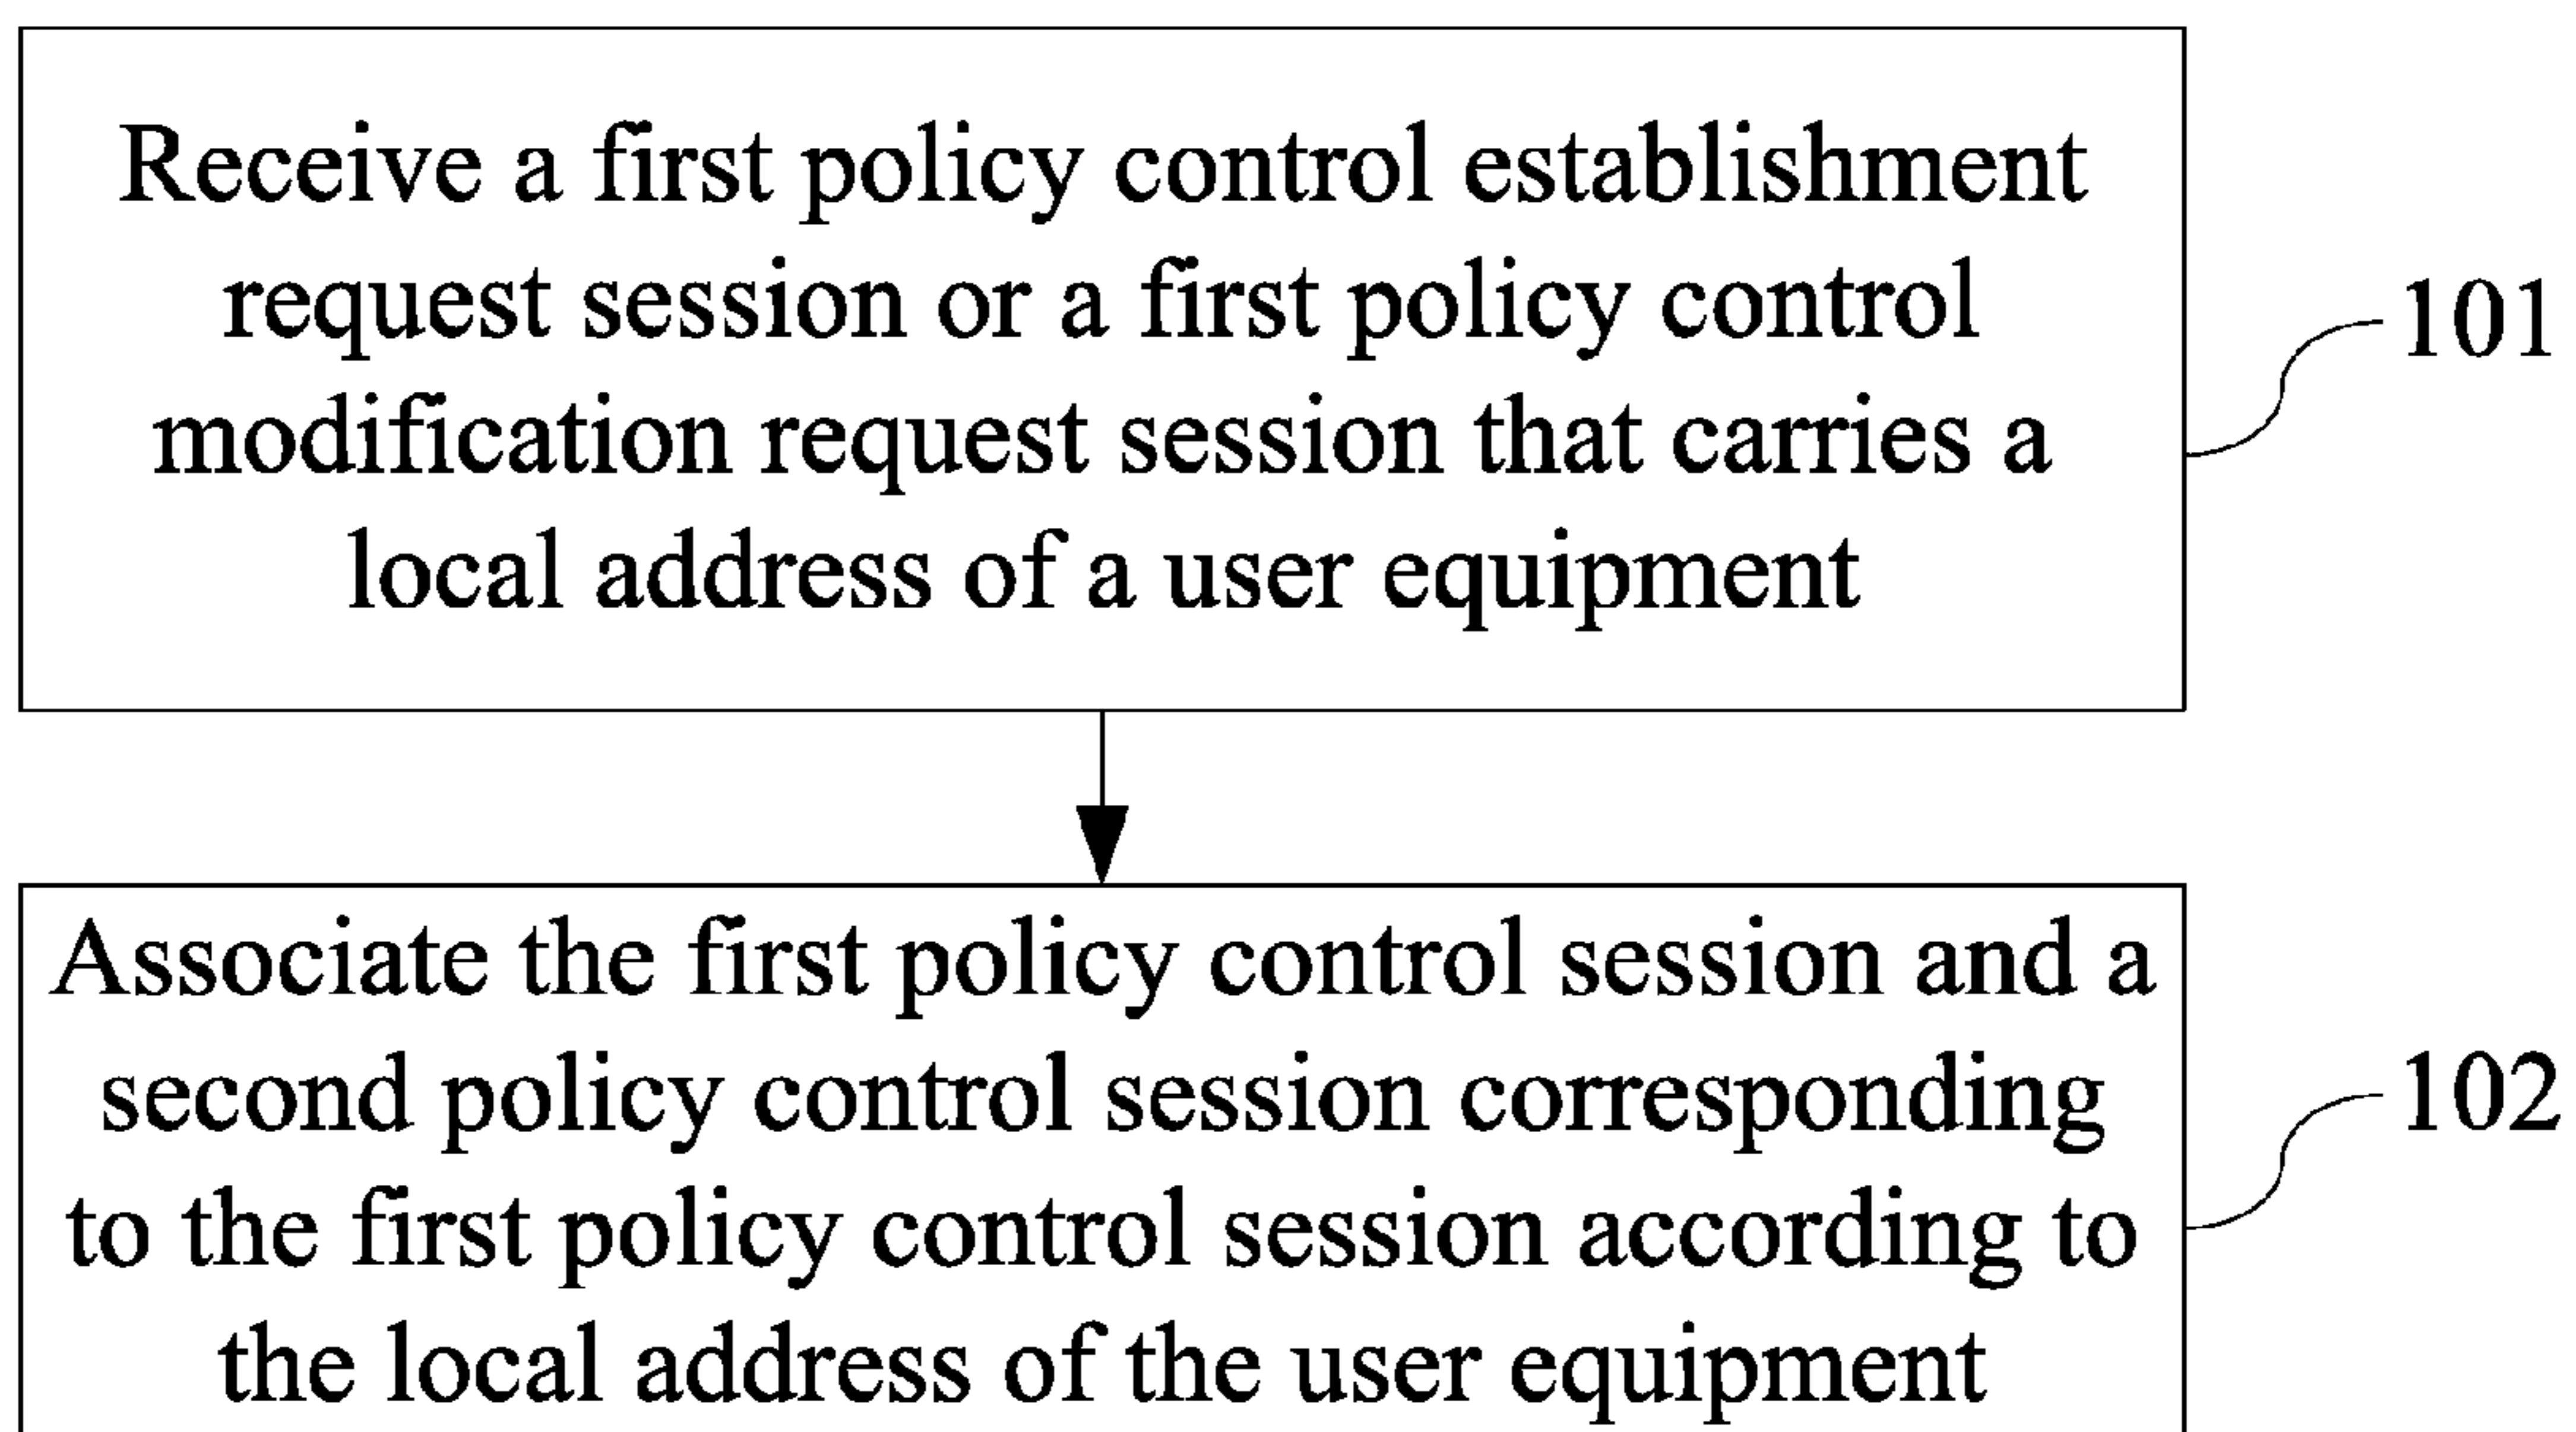 Receive a first policy control establishment
request session or a first policy control
modification request session that carries a
local address of a user equipment
101
Associate the first policy control session and a
second policy control session corresponding
to the first policy control session according to
the local address of the user equipment
102